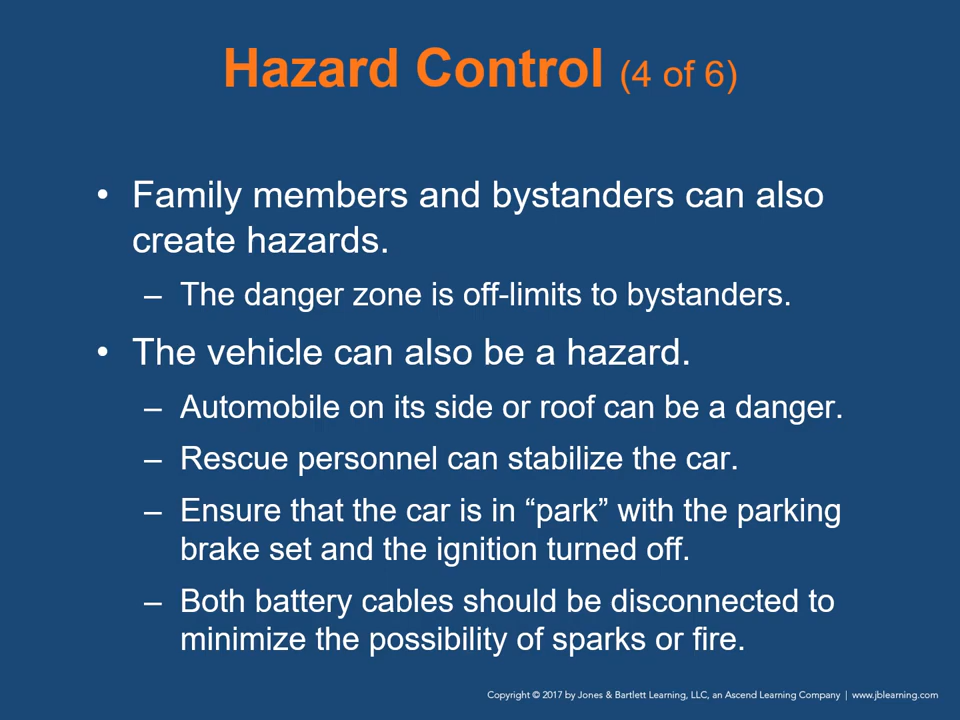 Hazard Control (4 of 6)
• Family members and bystanders can also
create hazards.
– The danger zone is off-limits to bystanders.
• The vehicle can also be a hazard.
– Automobile on its side or roof can be a danger.
– Rescue personnel can stabilize the car.
– Ensure that the car is in “park” with the parking
brake set and the ignition turned off.
– Both battery cables should be disconnected to
minimize the possibility of sparks or fire.
Copyright © 2017 by Jones & Bartlett Learning, LLC, an Ascend Learning Company | www.jblearning.com